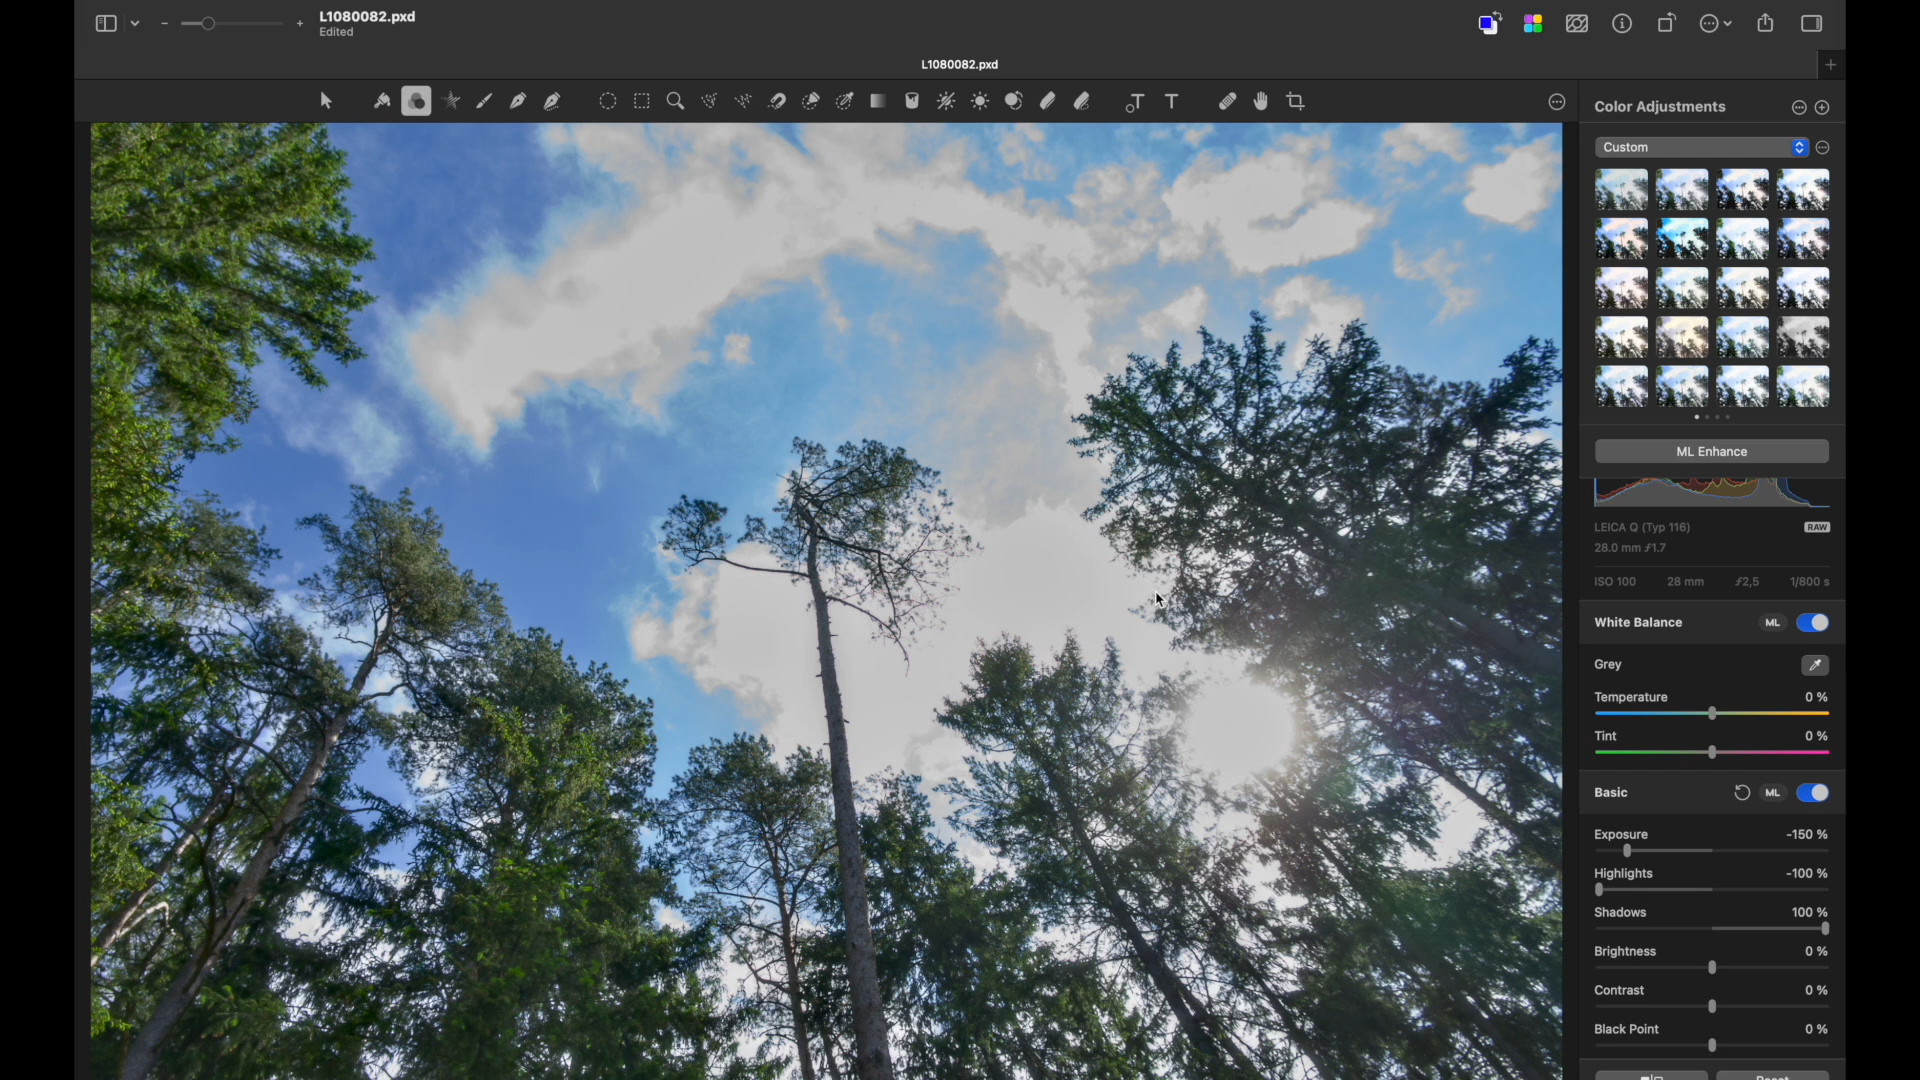 L1080082.pxd
Edited
L1080082.pxd
Color Adjustments
Custom
ML Enhance
LEICA Q (Typ 116)
RAW
28.0 mm ƒ1.7
ISO 100 28 mm ƒ2,5 1/800 s
White Balance ML
Grey
Temperature 0 %
Tint 0 %
Basic ML
Exposure -150 %
Highlights -100 %
Shadows 100 %
Brightness 0 %
Contrast 0 %
Black Point 0 %
Reset